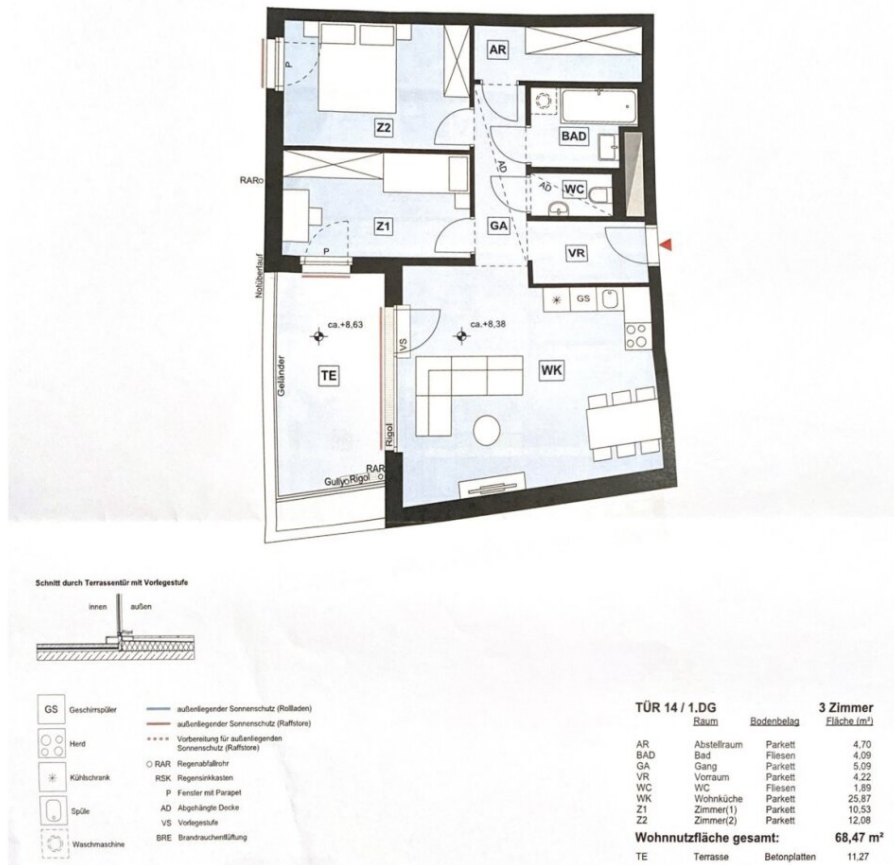 AR
P
Z2
BAD
RAR
AD
AD
WC
Z1
GA
P
VR
Notüberlauf
GS
ca.+8,63
ca.+8,38
VS
Geländer
TE
WK
Rigol
RAR
Gully
Rigol
Schnitt durch Terrassentür mit Vorlegestufe
innen außen
Rigol
GS Geschirrspüler
Herd
Kühlschrank
Spüle
Waschmaschine
außenliegender Sonnenschutz (Rollladen)
außenliegender Sonnenschutz (Raffstore)
Vorbereitung für außenliegenden
Sonnenschutz (Raffstore)
RAR Regenabfallrohr
RSK Regensinkkasten
P Fenster mit Parapet
AD Abgehängte Decke
VS Vorlegestufe
BRE Brandrauchentlüftung
TÜR 14 / 1.DG 3 Zimmer
Raum Bodenbelag Fläche (m²)
AR Abstellraum Parkett 4,70
BAD Bad Fliesen 4,09
GA Gang Parkett 5,09
VR Vorraum Parkett 4,22
WC WC Fliesen 1,89
WK Wohnküche Parkett 25,87
Z1 Zimmer(1) Parkett 10,53
Z2 Zimmer(2) Parkett 12,08
Wohnnutzfläche gesamt: 68,47 m²
TE Terrasse Betonplatten 11,27